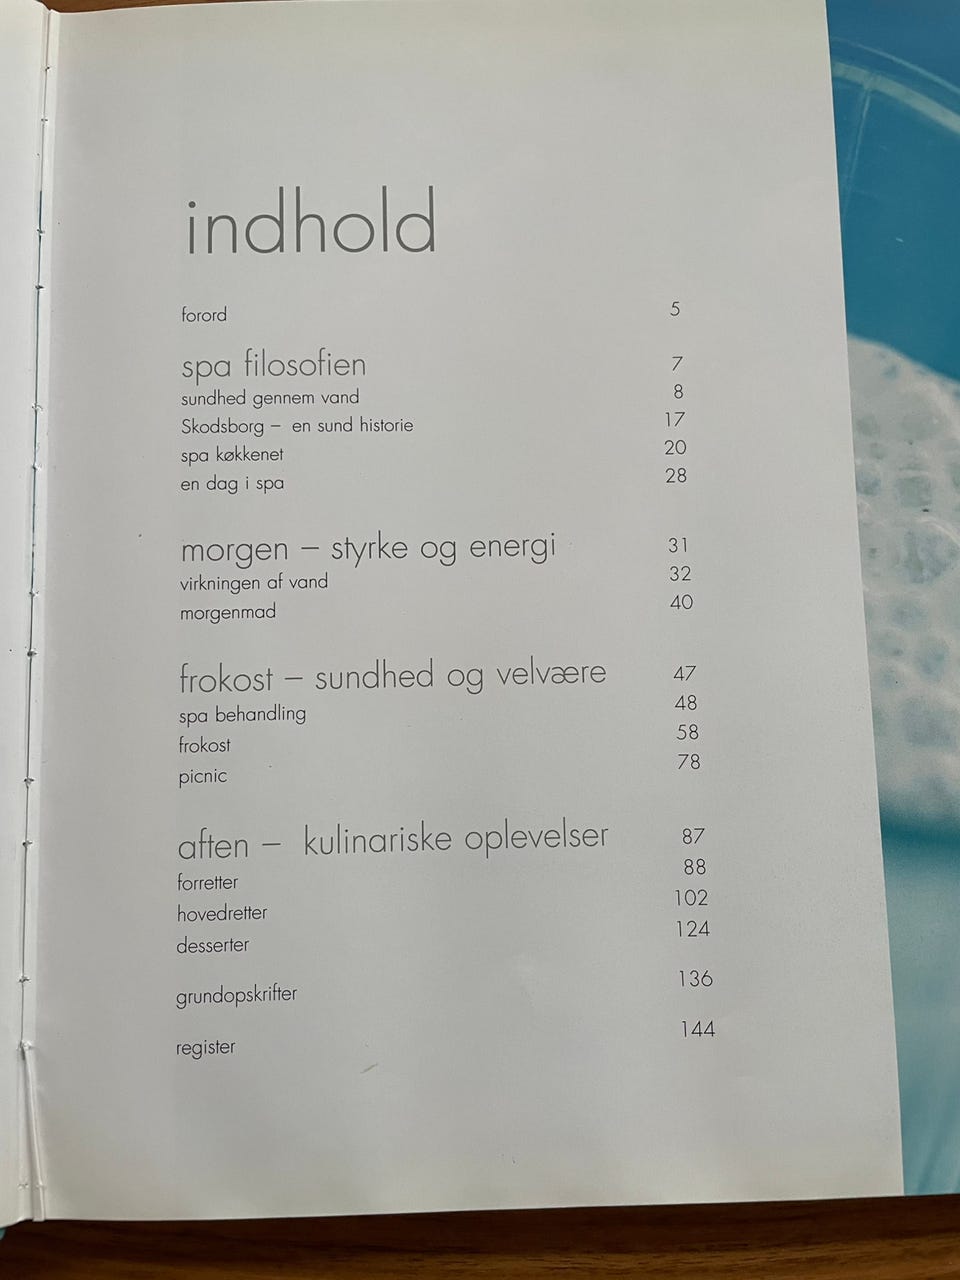 indhold
forord 5
spa filosofien 7
sundhed gennem vand 8
Skodsborg – en sund historie 17
spa køkkenet 20
en dag i spa 28
morgen – styrke og energi 31
virkningen af vand 32
morgenmad 40
frokost – sundhed og velvære 47
spa behandling 48
frokost 58
picnic 78
aften – kulinariske oplevelser 87
forretter 88
hovedretter 102
desserter 124
grundopskrifter 136
register 144